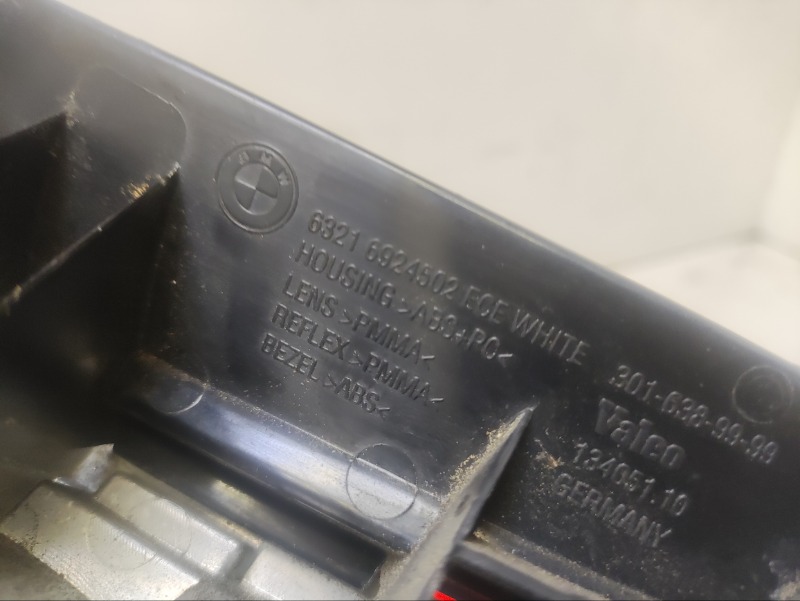 BMW
6321 6924502 ECE WHITE
HOUSING >ABS+PC<
LENS >PMMA<
REFLEX >PMMA<
BEZEL >ABS<
301-638-99-99
Valeo
134051.10
GERMANY